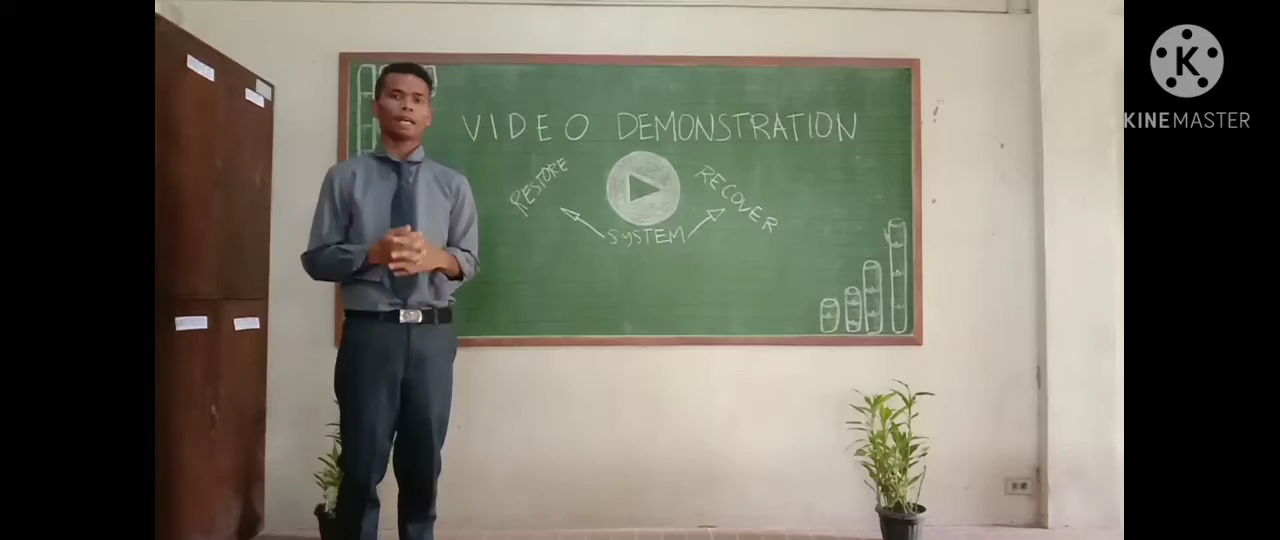 K
KINEMASTER
VIDEO DEMONSTRATION
RESTORE
RECOVER
SYSTEM